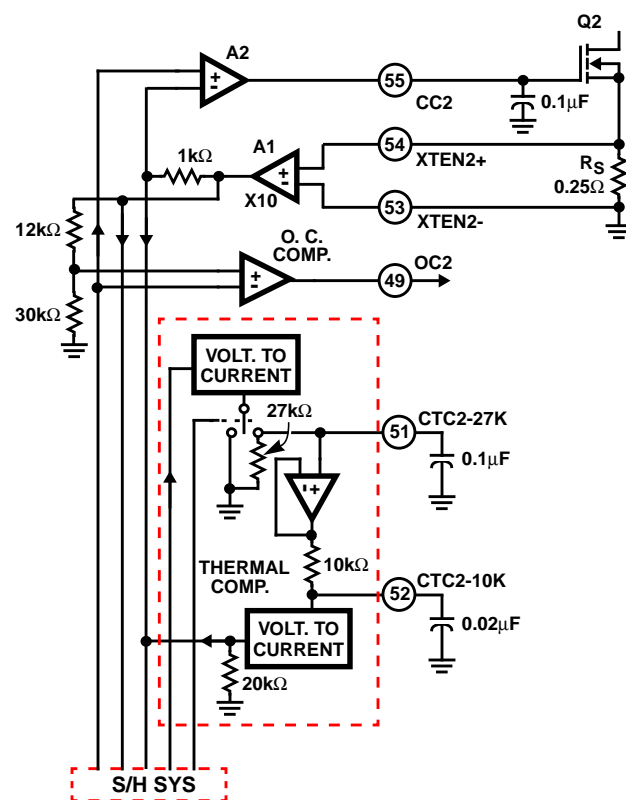 Q2
A2
55
CC2
0.1µF
54
XTEN2+
1kΩ
A1
X10
RS
0.25Ω
53
XTEN2-
12kΩ
O. C.
COMP.
49
OC2
30kΩ
VOLT. TO
CURRENT
27kΩ
51
CTC2-27K
0.1µF
THERMAL
COMP.
10kΩ
52
CTC2-10K
0.02µF
VOLT. TO
CURRENT
20kΩ
S/H SYS